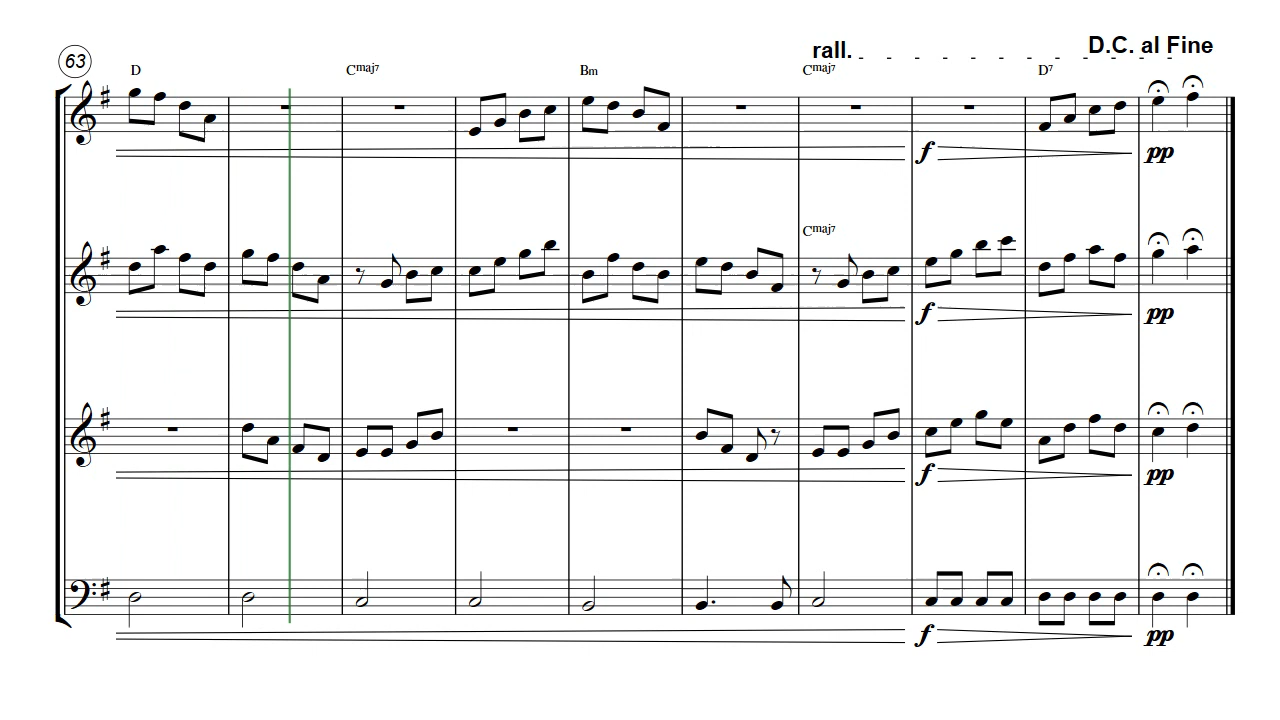 rall. D.C. al Fine
63
D Cmaj7 Bm Cmaj7 D7
f pp
Cmaj7
f pp
f pp
f pp